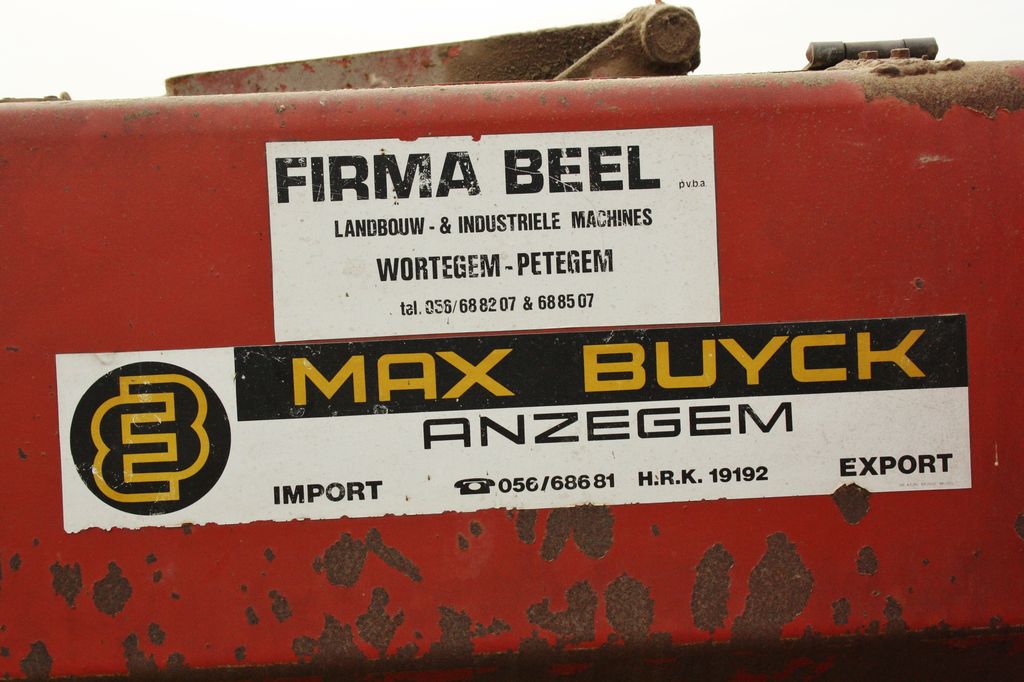 FIRMA BEEL p.v.b.a.
LANDBOUW - & INDUSTRIELE MACHINES
WORTEGEM - PETEGEM
tel. 056/68 82 07 & 68 85 07
MAX BUYCK
ANZEGEM
IMPORT ☎ 056/686 81 H.R.K. 19192 EXPORT